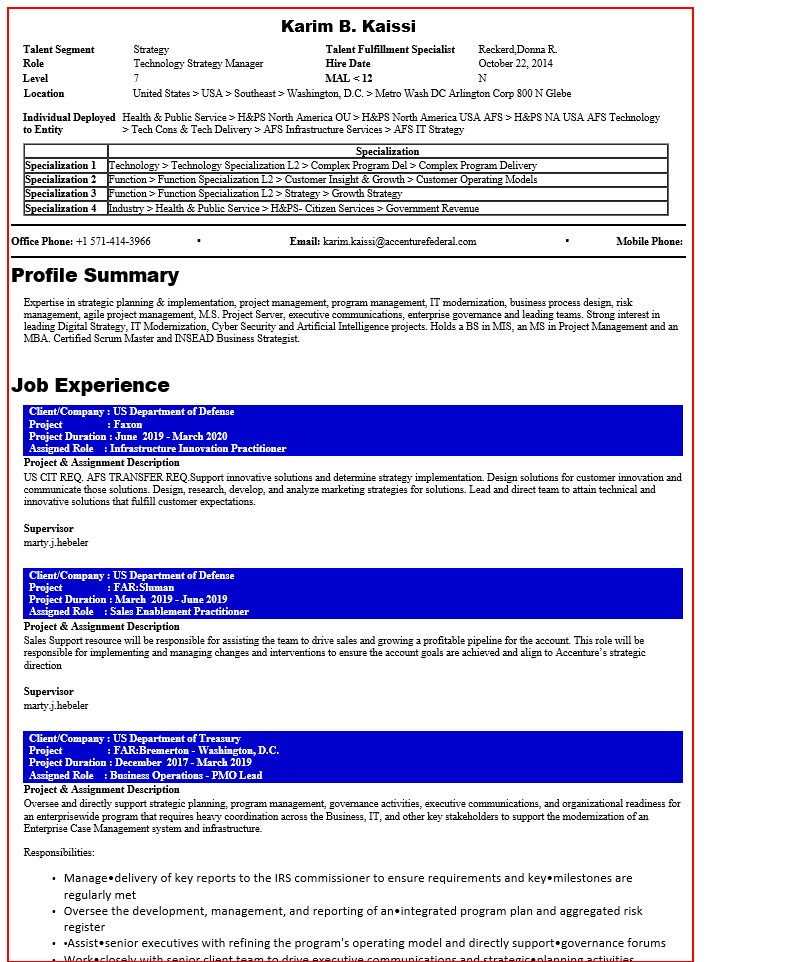 Karim B. Kaissi
Talent Segment Strategy Talent Fulfillment Specialist Reckerd,Donna R.
Role Technology Strategy Manager Hire Date October 22, 2014
Level 7 MAL < 12 N
Location United States > USA > Southeast > Washington, D.C. > Metro Wash DC Arlington Corp 800 N Glebe
Individual Deployed to Entity Health & Public Service > H&PS North America OU > H&PS North America USA AFS > H&PS NA USA AFS Technology
> Tech Cons & Tech Delivery > AFS Infrastructure Services > AFS IT Strategy
Specialization
Specialization 1 Technology > Technology Specialization L2 > Complex Program Del > Complex Program Delivery
Specialization 2 Function > Function Specialization L2 > Customer Insight & Growth > Customer Operating Models
Specialization 3 Function > Function Specialization L2 > Strategy > Growth Strategy
Specialization 4 Industry > Health & Public Service > H&PS- Citizen Services > Government Revenue
Office Phone: +1 571-414-3966 ▪ Email: karim.kaissi@accenturefederal.com ▪ Mobile Phone:
Profile Summary
Expertise in strategic planning & implementation, project management, program management, IT modernization, business process design, risk
management, agile project management, M.S. Project Server, executive communications, enterprise governance and leading teams. Strong interest in
leading Digital Strategy, IT Modernization, Cyber Security and Artificial Intelligence projects. Holds a BS in MIS, an MS in Project Management and an
MBA. Certified Scrum Master and INSEAD Business Strategist.
Job Experience
Client/Company : US Department of Defense
Project : Faxon
Project Duration : June 2019 - March 2020
Assigned Role : Infrastructure Innovation Practitioner
Project & Assignment Description
US CIT REQ. AFS TRANSFER REQ.Support innovative solutions and determine strategy implementation. Design solutions for customer innovation and
communicate those solutions. Design, research, develop, and analyze marketing strategies for solutions. Lead and direct team to attain technical and
innovative solutions that fulfill customer expectations.
Supervisor
marty.j.hebeler
Client/Company : US Department of Defense
Project : FAR:Sluman
Project Duration : March 2019 - June 2019
Assigned Role : Sales Enablement Practitioner
Project & Assignment Description
Sales Support resource will be responsible for assisting the team to drive sales and growing a profitable pipeline for the account. This role will be
responsible for implementing and managing changes and interventions to ensure the account goals are achieved and align to Accenture's strategic
direction
Supervisor
marty.j.hebeler
Client/Company : US Department of Treasury
Project : FAR:Bremerton - Washington, D.C.
Project Duration : December 2017 - March 2019
Assigned Role : Business Operations - PMO Lead
Project & Assignment Description
Oversee and directly support strategic planning, program management, governance activities, executive communications, and organizational readiness for
an enterprisewide program that requires heavy coordination across the Business, IT, and other key stakeholders to support the modernization of an
Enterprise Case Management system and infrastructure.
Responsibilities:
• Manage•delivery of key reports to the IRS commissioner to ensure requirements and key•milestones are
regularly met
• Oversee the development, management, and reporting of an•integrated program plan and aggregated risk
register
• •Assist•senior executives with refining the program's operating model and directly support•governance forums
• Work•closely with senior client team to drive executive communications and strategic•planning activities